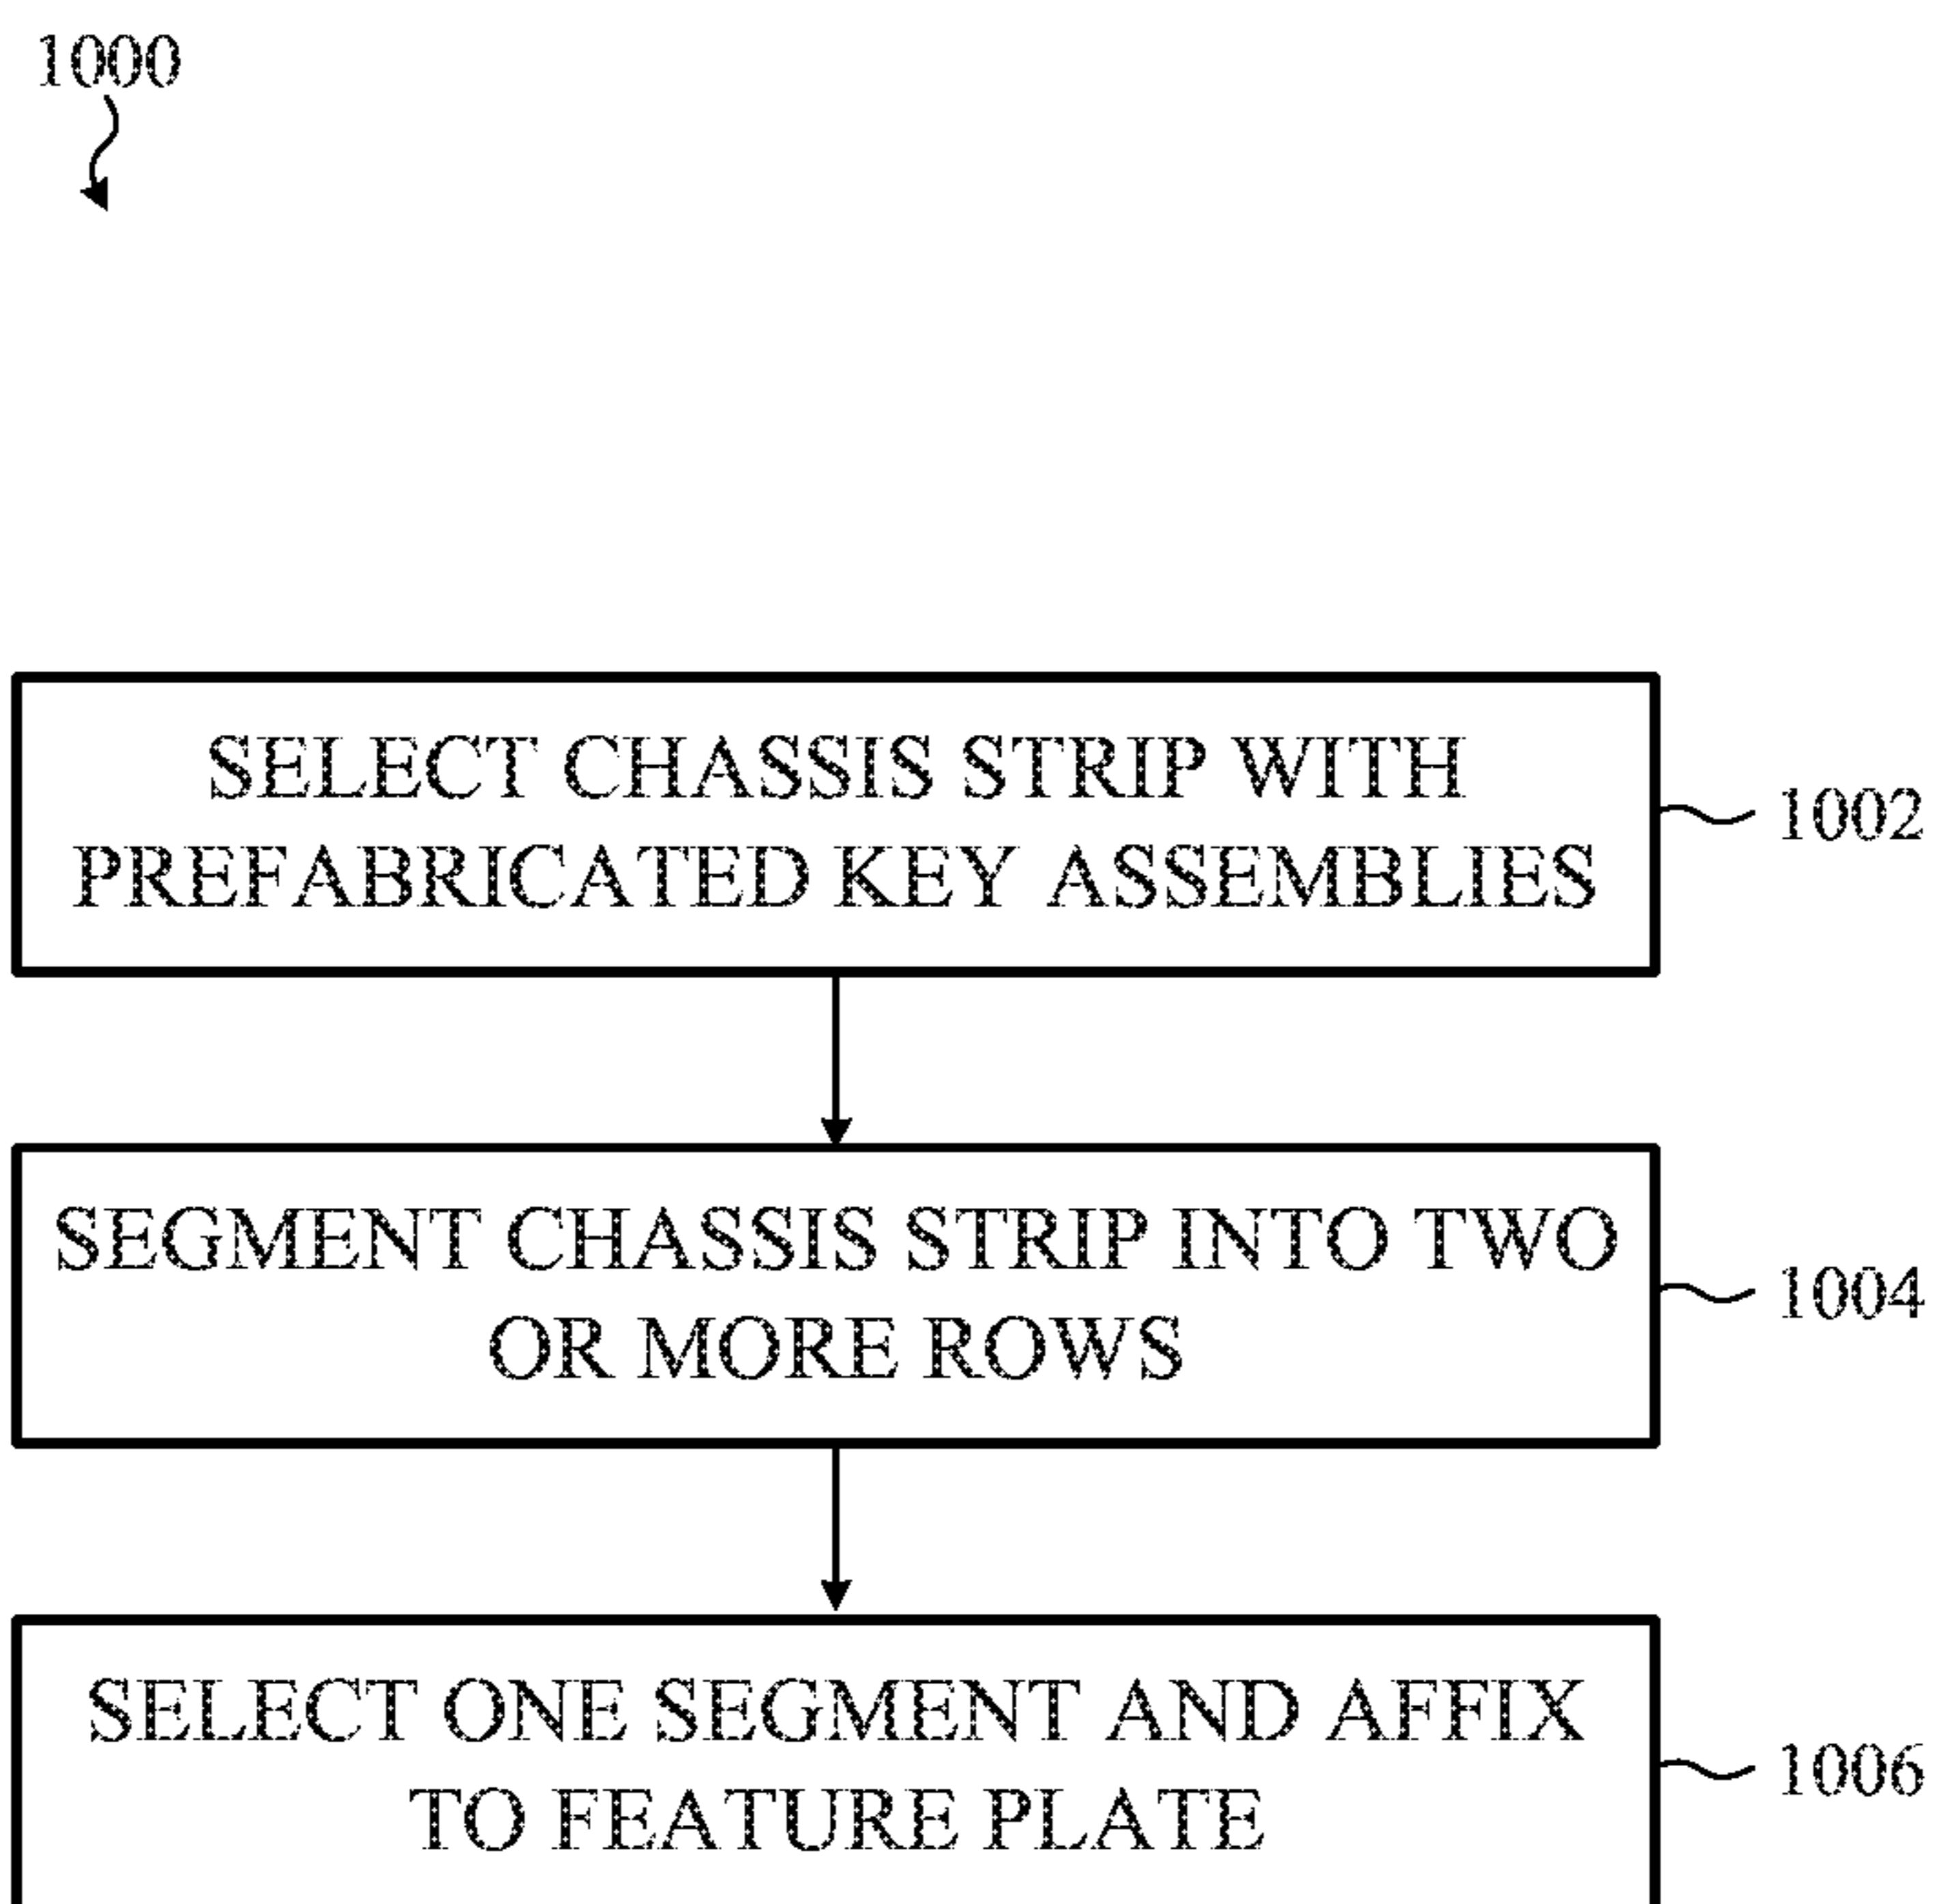 1000
SELECT CHASSIS STRIP WITH
PREFABRICATED KEY ASSEMBLIES
1002
SEGMENT CHASSIS STRIP INTO TWO
OR MORE ROWS
1004
SELECT ONE SEGMENT AND AFFIX
TO FEATURE PLATE
1006